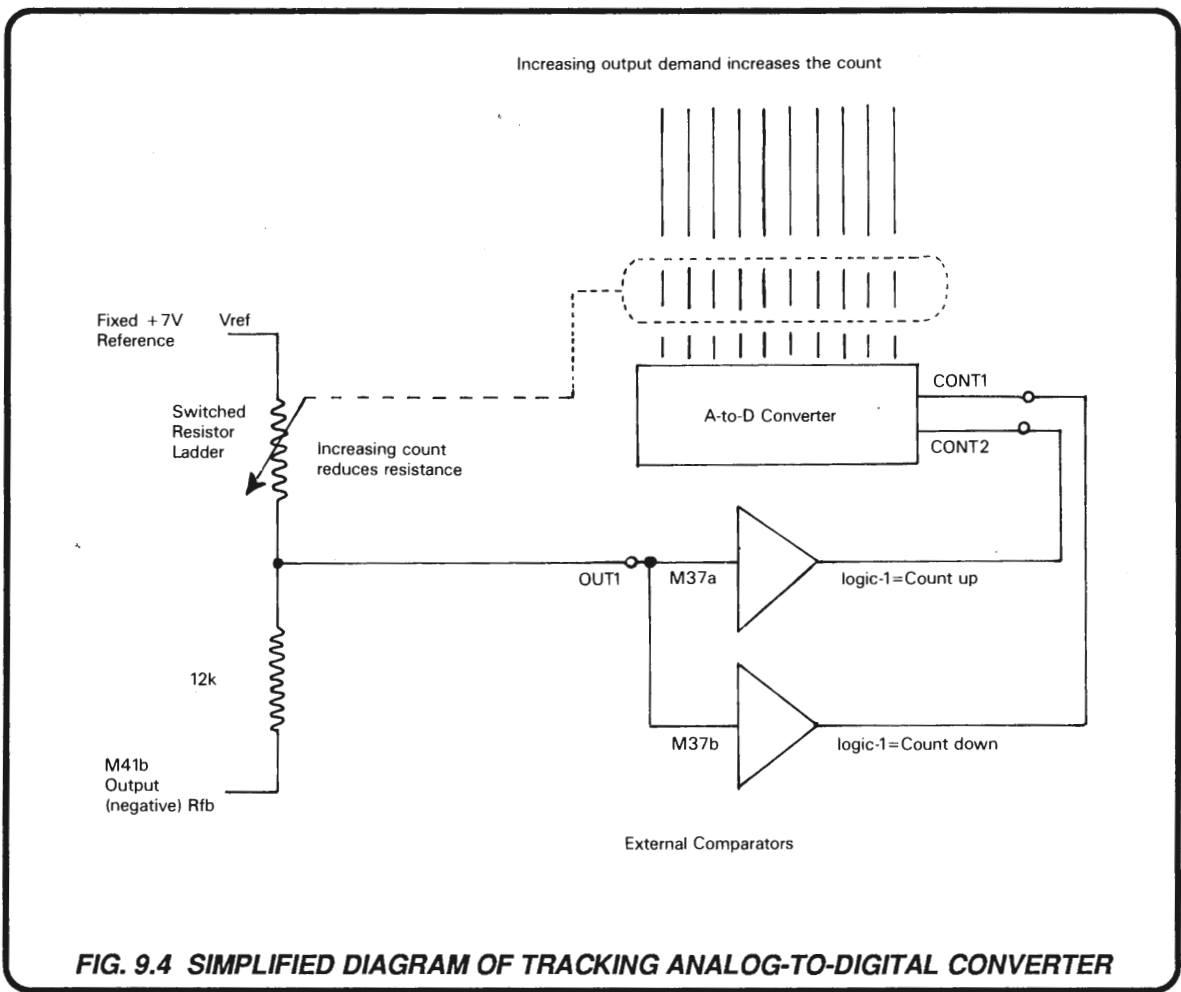 Increasing output demand increases the count
Fixed +7V Vref
Reference
Switched
Resistor
Ladder
Increasing count
reduces resistance
A-to-D Converter
CONT1
CONT2
OUT1
M37a
logic-1=Count up
12k
M37b
logic-1=Count down
M41b
Output
(negative) Rfb
External Comparators
FIG. 9.4 SIMPLIFIED DIAGRAM OF TRACKING ANALOG-TO-DIGITAL CONVERTER